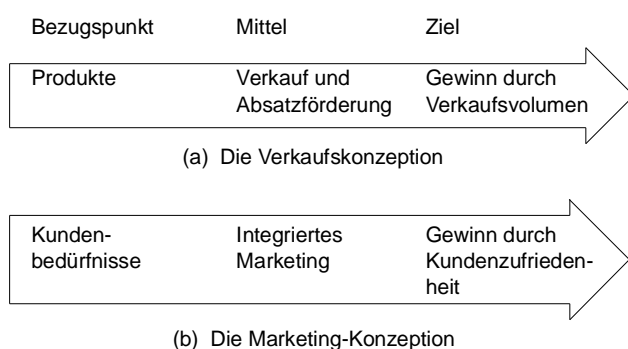 Bezugspunkt Mittel Ziel
Produkte Verkauf und Gewinn durch
Absatzförderung Verkaufsvolumen
(a) Die Verkaufskonzeption
Kunden- Integriertes Gewinn durch
bedürfnisse Marketing Kundenzufrieden-
heit
(b) Die Marketing-Konzeption